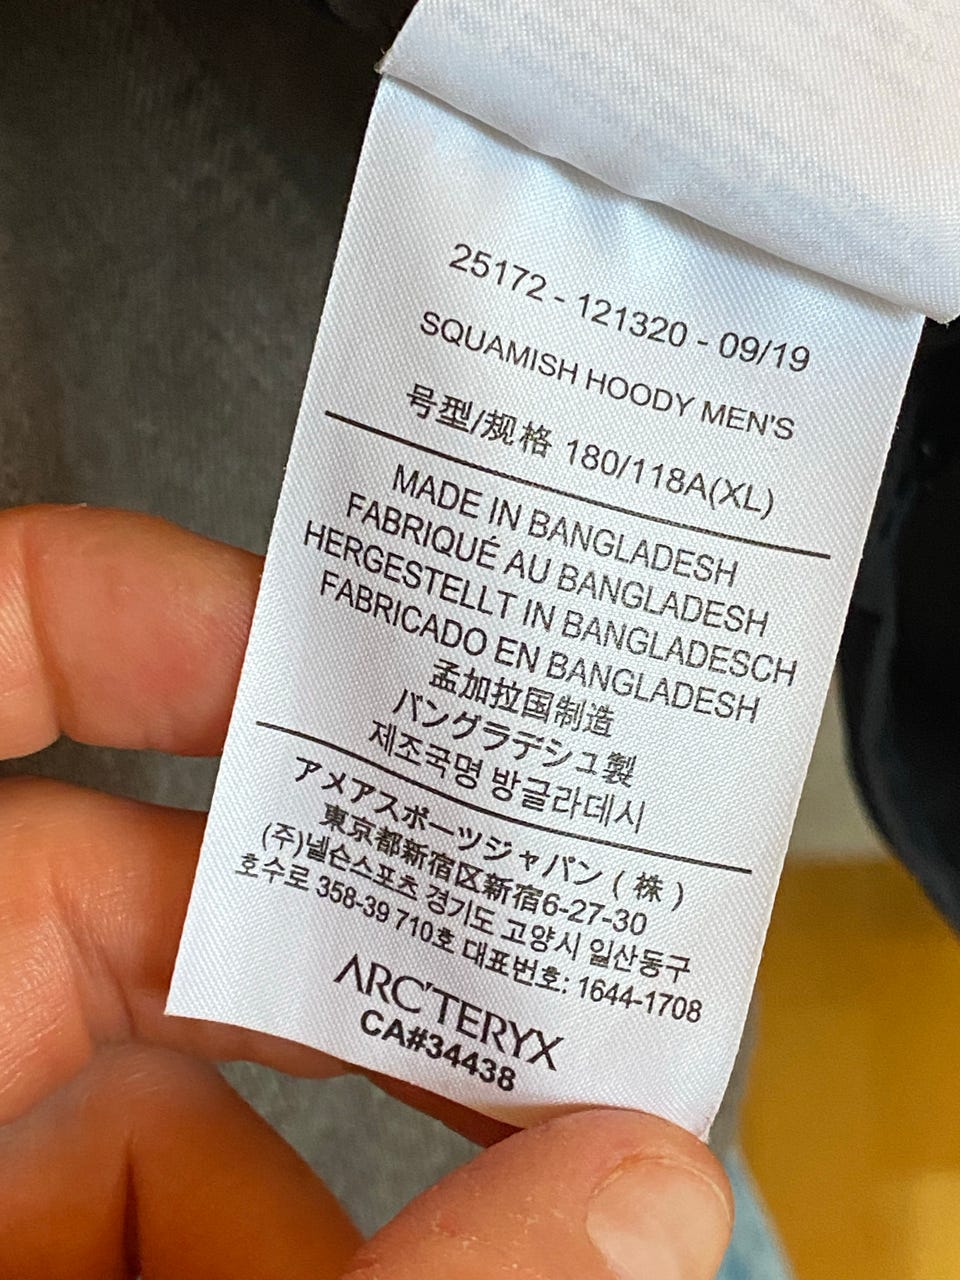 25172 - 121320 - 09/19
SQUAMISH HOODY MEN'S
号型/规格 180/118A(XL)
MADE IN BANGLADESH
FABRIQUÉ AU BANGLADESH
HERGESTELLT IN BANGLADESCH
FABRICADO EN BANGLADESH
孟加拉国制造
バングラデシュ製
제조국명 방글라데시
アメアスポーツジャパン(株)
東京都新宿区新宿6-27-30
(주)넬슨스포츠 경기도 고양시 일산동구
호수로 358-39 710호 대표번호: 1644-1708
ARC'TERYX
CA#34438